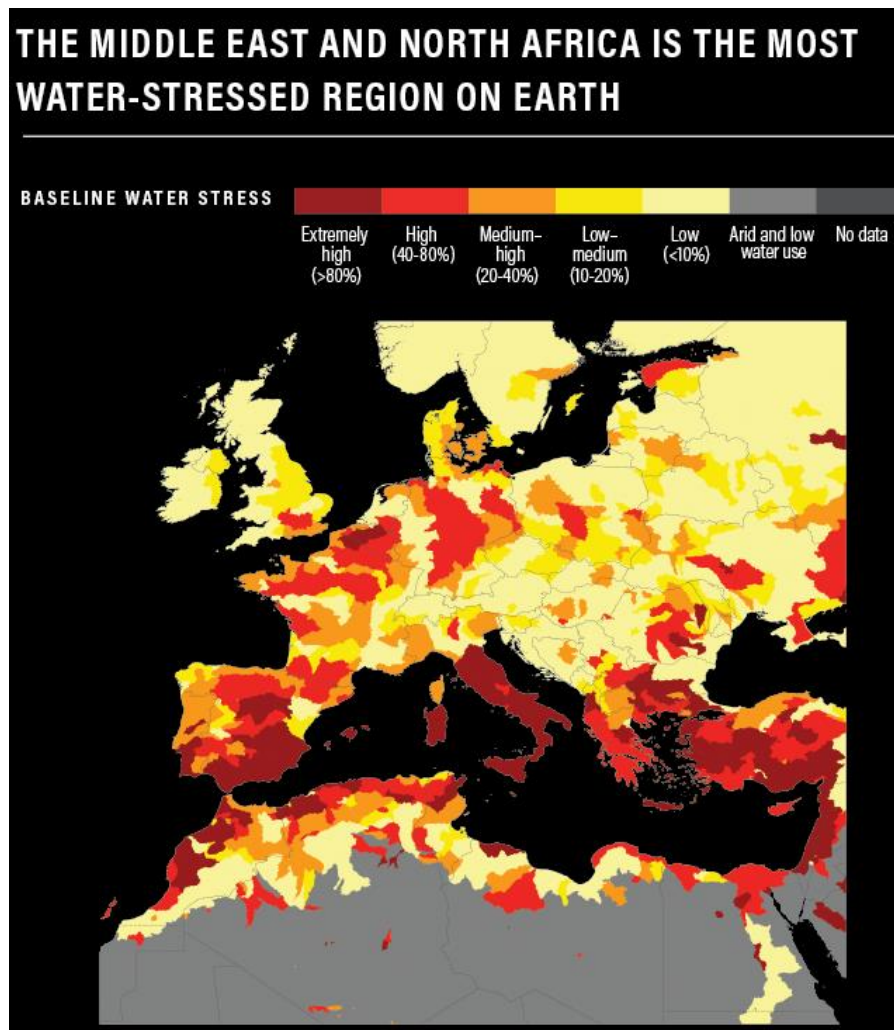 THE MIDDLE EAST AND NORTH AFRICA IS THE MOST
WATER-STRESSED REGION ON EARTH
BASELINE WATER STRESS
Extremely
high
(>80%)
High
(40-80%)
Medium–
high
(20-40%)
Low–
medium
(10-20%)
Low
(<10%)
Arid and low
water use
No data